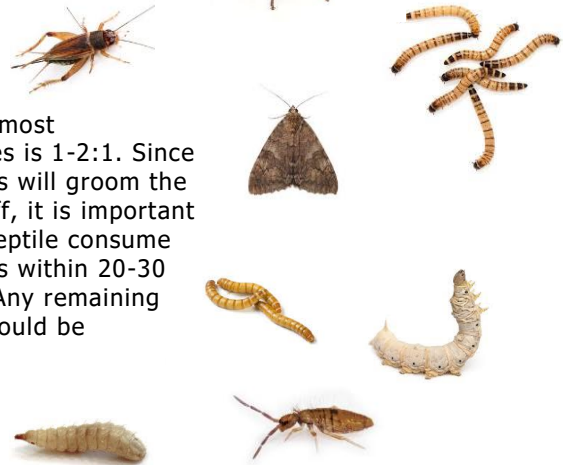 most
es is 1-2:1. Since
s will groom the
ff, it is important
eptile consume
s within 20-30
Any remaining
ould be